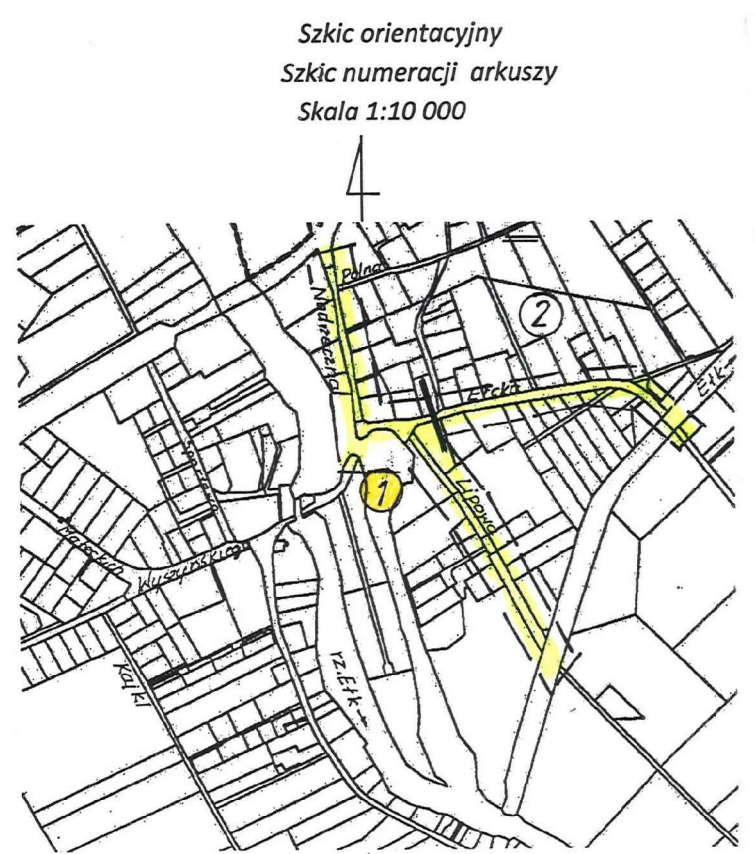 Szkic orientacyjny
Szkic numeracji arkuszy
Skala 1:10 000
Polna
Nadrzeczna
2
Ełcka
Ełk
1
Lipowa
Wyszyńskiego
Kajki
rz.Ełk